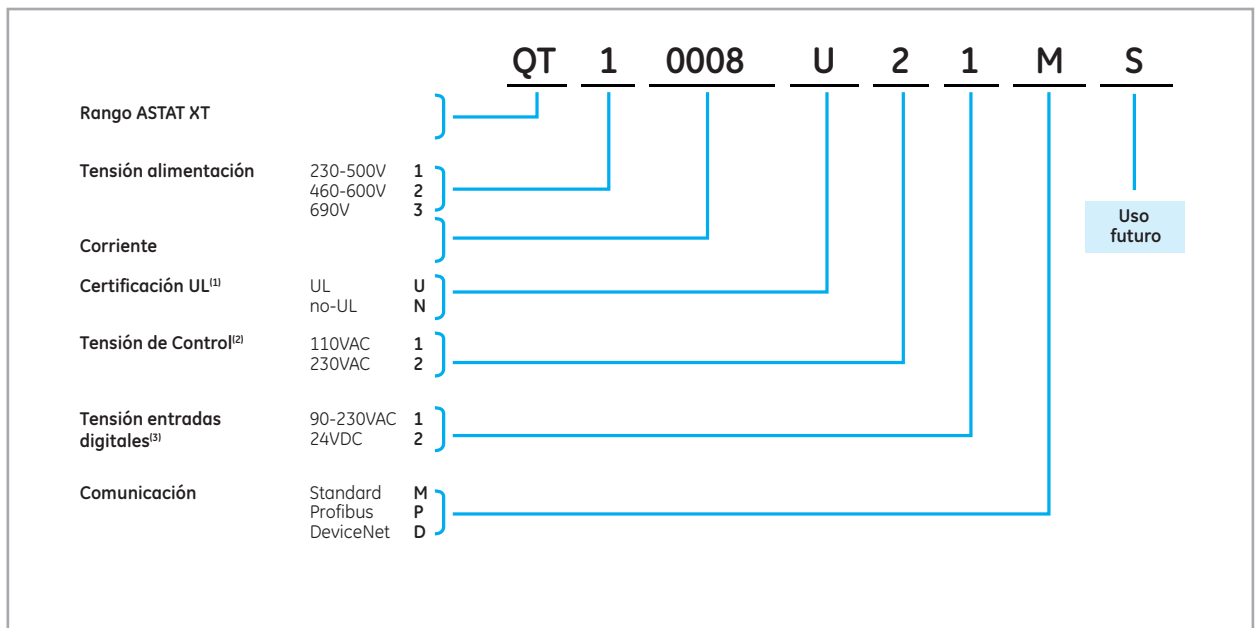 QT 1 0008 U 2 1 M S
Rango ASTAT XT
Tensión alimentación 230-500V 1
460-600V 2
690V 3
Corriente
Uso
futuro
Certificación UL(1) UL U
no-UL N
Tensión de Control(2) 110VAC 1
230VAC 2
Tensión entradas 90-230VAC 1
digitales(3) 24VDC 2
Comunicación Standard M
Profibus P
DeviceNet D